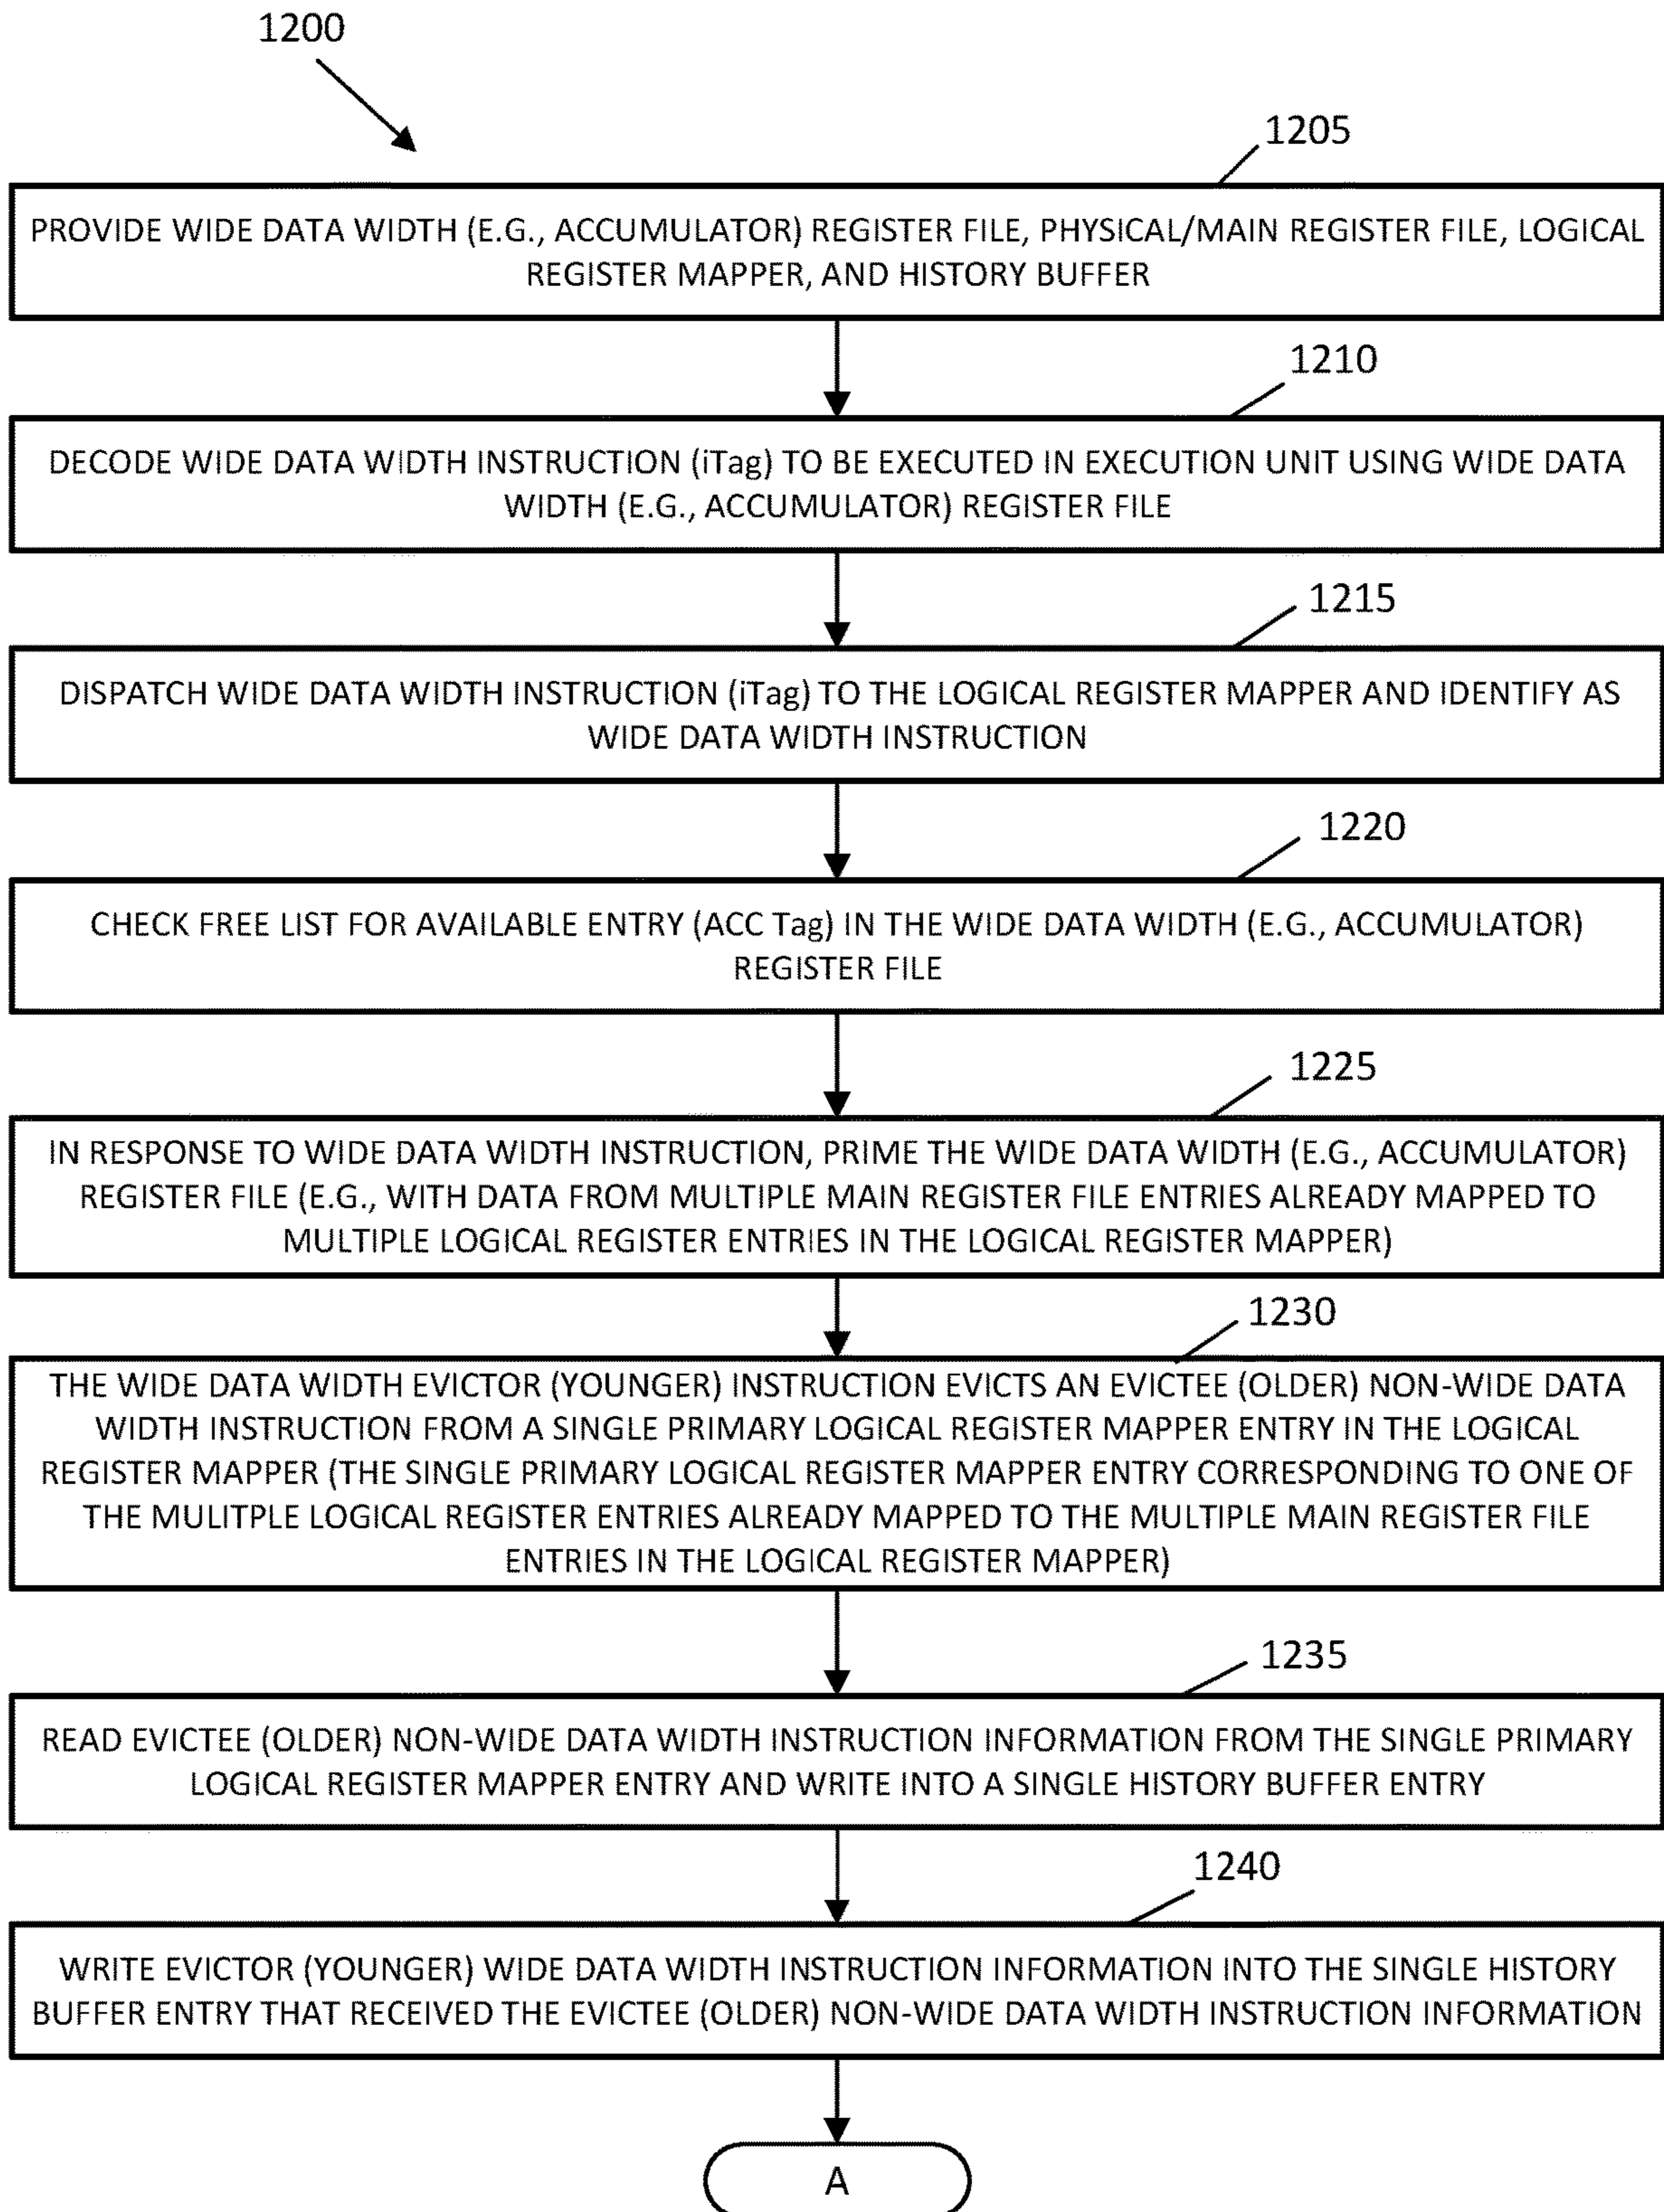 1200
1205
PROVIDE WIDE DATA WIDTH (E.G., ACCUMULATOR) REGISTER FILE, PHYSICAL/MAIN REGISTER FILE, LOGICAL
REGISTER MAPPER, AND HISTORY BUFFER
1210
DECODE WIDE DATA WIDTH INSTRUCTION (iTag) TO BE EXECUTED IN EXECUTION UNIT USING WIDE DATA
WIDTH (E.G., ACCUMULATOR) REGISTER FILE
1215
DISPATCH WIDE DATA WIDTH INSTRUCTION (iTag) TO THE LOGICAL REGISTER MAPPER AND IDENTIFY AS
WIDE DATA WIDTH INSTRUCTION
1220
CHECK FREE LIST FOR AVAILABLE ENTRY (ACC Tag) IN THE WIDE DATA WIDTH (E.G., ACCUMULATOR)
REGISTER FILE
1225
IN RESPONSE TO WIDE DATA WIDTH INSTRUCTION, PRIME THE WIDE DATA WIDTH (E.G., ACCUMULATOR)
REGISTER FILE (E.G., WITH DATA FROM MULTIPLE MAIN REGISTER FILE ENTRIES ALREADY MAPPED TO
MULTIPLE LOGICAL REGISTER ENTRIES IN THE LOGICAL REGISTER MAPPER)
1230
THE WIDE DATA WIDTH EVICTOR (YOUNGER) INSTRUCTION EVICTS AN EVICTEE (OLDER) NON-WIDE DATA
WIDTH INSTRUCTION FROM A SINGLE PRIMARY LOGICAL REGISTER MAPPER ENTRY IN THE LOGICAL
REGISTER MAPPER (THE SINGLE PRIMARY LOGICAL REGISTER MAPPER ENTRY CORRESPONDING TO ONE OF
THE MULITPLE LOGICAL REGISTER ENTRIES ALREADY MAPPED TO THE MULTIPLE MAIN REGISTER FILE
ENTRIES IN THE LOGICAL REGISTER MAPPER)
1235
READ EVICTEE (OLDER) NON-WIDE DATA WIDTH INSTRUCTION INFORMATION FROM THE SINGLE PRIMARY
LOGICAL REGISTER MAPPER ENTRY AND WRITE INTO A SINGLE HISTORY BUFFER ENTRY
1240
WRITE EVICTOR (YOUNGER) WIDE DATA WIDTH INSTRUCTION INFORMATION INTO THE SINGLE HISTORY
BUFFER ENTRY THAT RECEIVED THE EVICTEE (OLDER) NON-WIDE DATA WIDTH INSTRUCTION INFORMATION
A